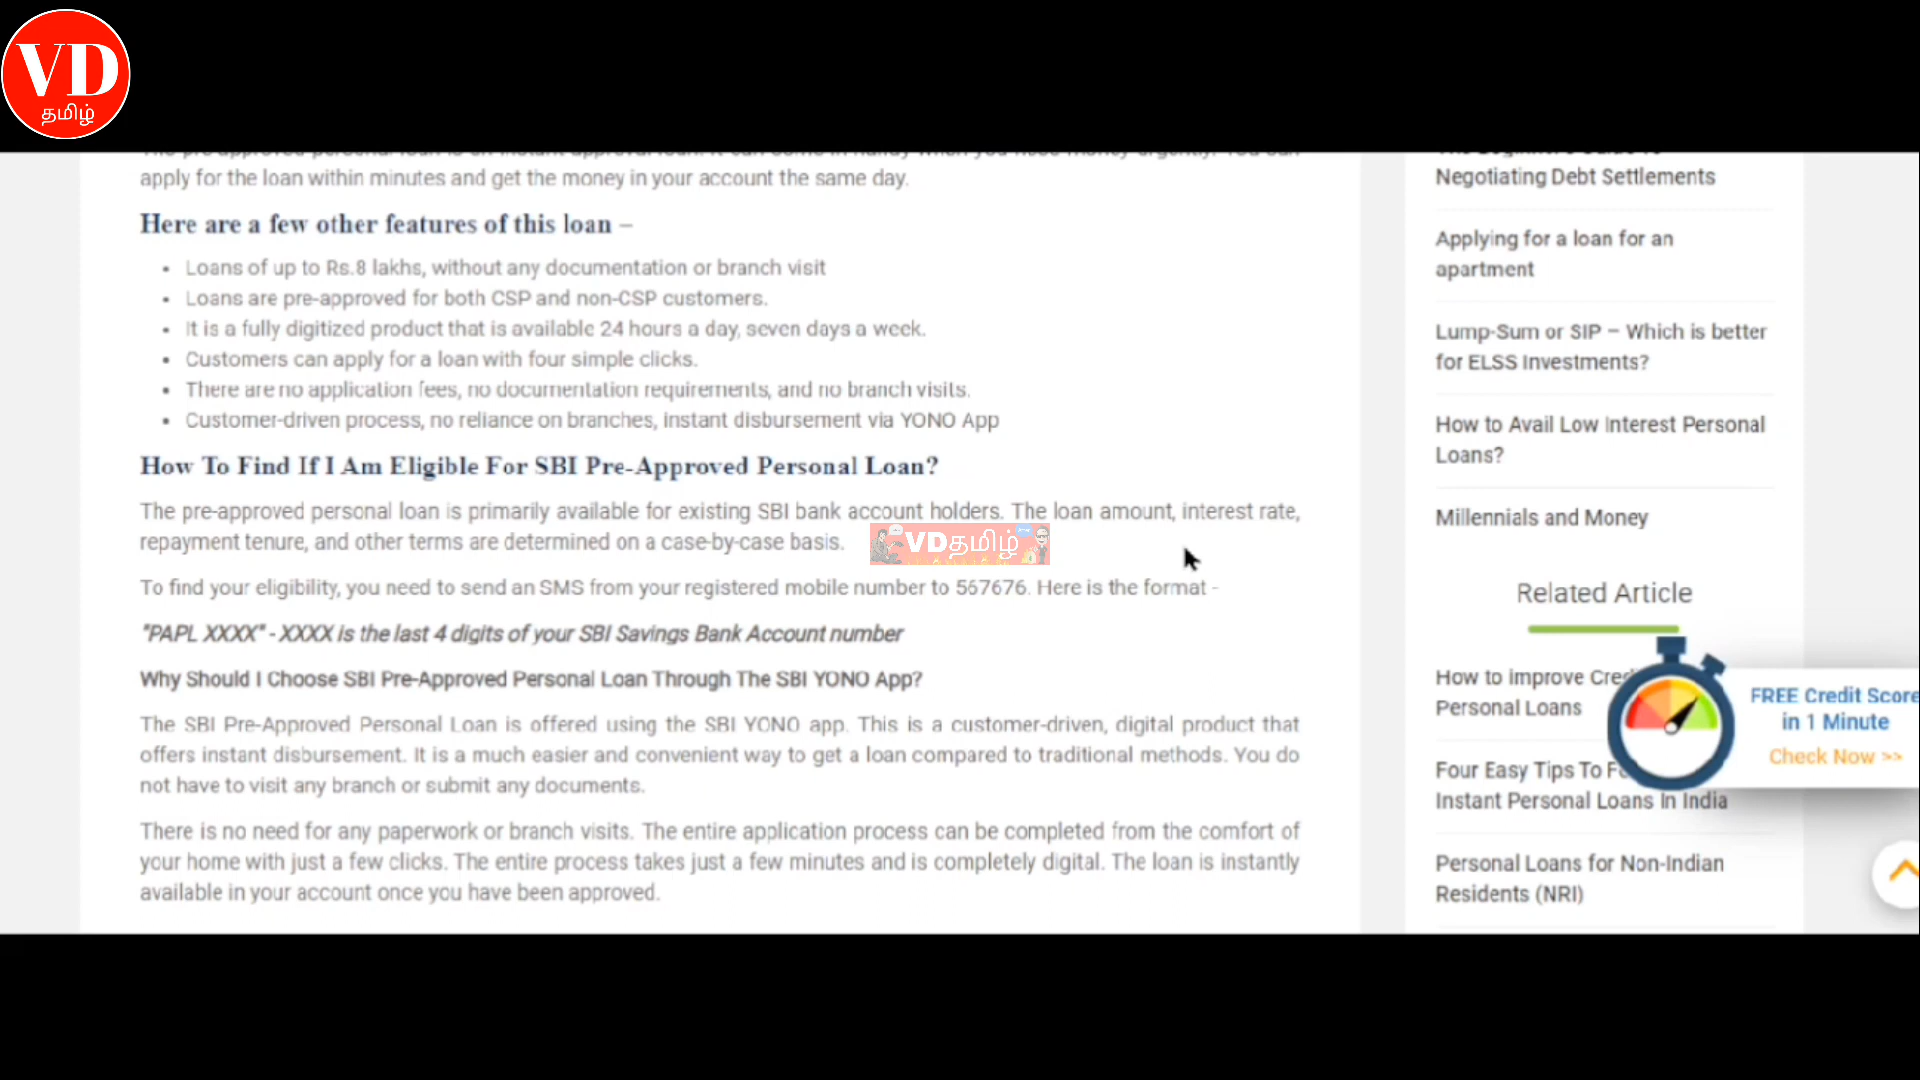 VD
தமிழ்
apply for the loan within minutes and get the money in your account the same day.
Here are a few other features of this loan –
• Loans of up to Rs.8 lakhs, without any documentation or branch visit
• Loans are pre-approved for both CSP and non-CSP customers.
• It is a fully digitized product that is available 24 hours a day, seven days a week.
• Customers can apply for a loan with four simple clicks.
• There are no application fees, no documentation requirements, and no branch visits.
• Customer-driven process, no reliance on branches, instant disbursement via YONO App
How To Find If I Am Eligible For SBI Pre-Approved Personal Loan?
The pre-approved personal loan is primarily available for existing SBI bank account holders. The loan amount, interest rate,
repayment tenure, and other terms are determined on a case-by-case basis.
VDதமிழ்
To find your eligibility, you need to send an SMS from your registered mobile number to 567676. Here is the format -
"PAPL XXXX" - XXXX is the last 4 digits of your SBI Savings Bank Account number
Why Should I Choose SBI Pre-Approved Personal Loan Through The SBI YONO App?
The SBI Pre-Approved Personal Loan is offered using the SBI YONO app. This is a customer-driven, digital product that
offers instant disbursement. It is a much easier and convenient way to get a loan compared to traditional methods. You do
not have to visit any branch or submit any documents.
There is no need for any paperwork or branch visits. The entire application process can be completed from the comfort of
your home with just a few clicks. The entire process takes just a few minutes and is completely digital. The loan is instantly
available in your account once you have been approved.
Negotiating Debt Settlements
Applying for a loan for an
apartment
Lump-Sum or SIP – Which is better
for ELSS Investments?
How to Avail Low Interest Personal
Loans?
Millennials and Money
Related Article
How to improve Cre
Personal Loans
Four Easy Tips To F
Instant Personal Loans In India
Personal Loans for Non-Indian
Residents (NRI)
FREE Credit Score
in 1 Minute
Check Now >>